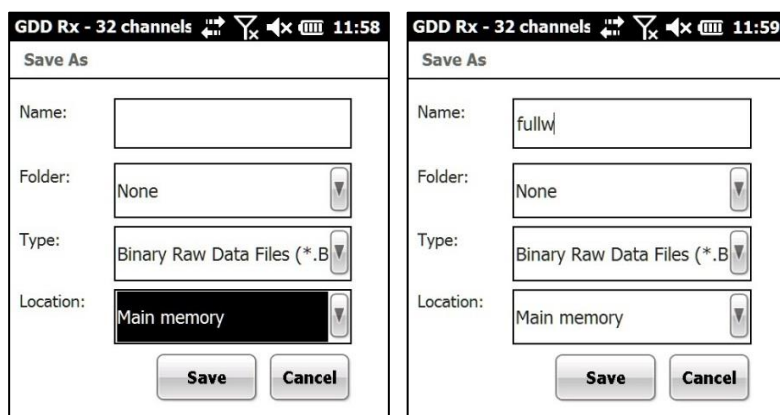 GDD Rx - 32 channels 11:58
Save As
Name:
Folder: None
Type: Binary Raw Data Files (*.B
Location: Main memory
Save Cancel
GDD Rx - 32 channels 11:59
Save As
Name: fullw
Folder: None
Type: Binary Raw Data Files (*.B
Location: Main memory
Save Cancel